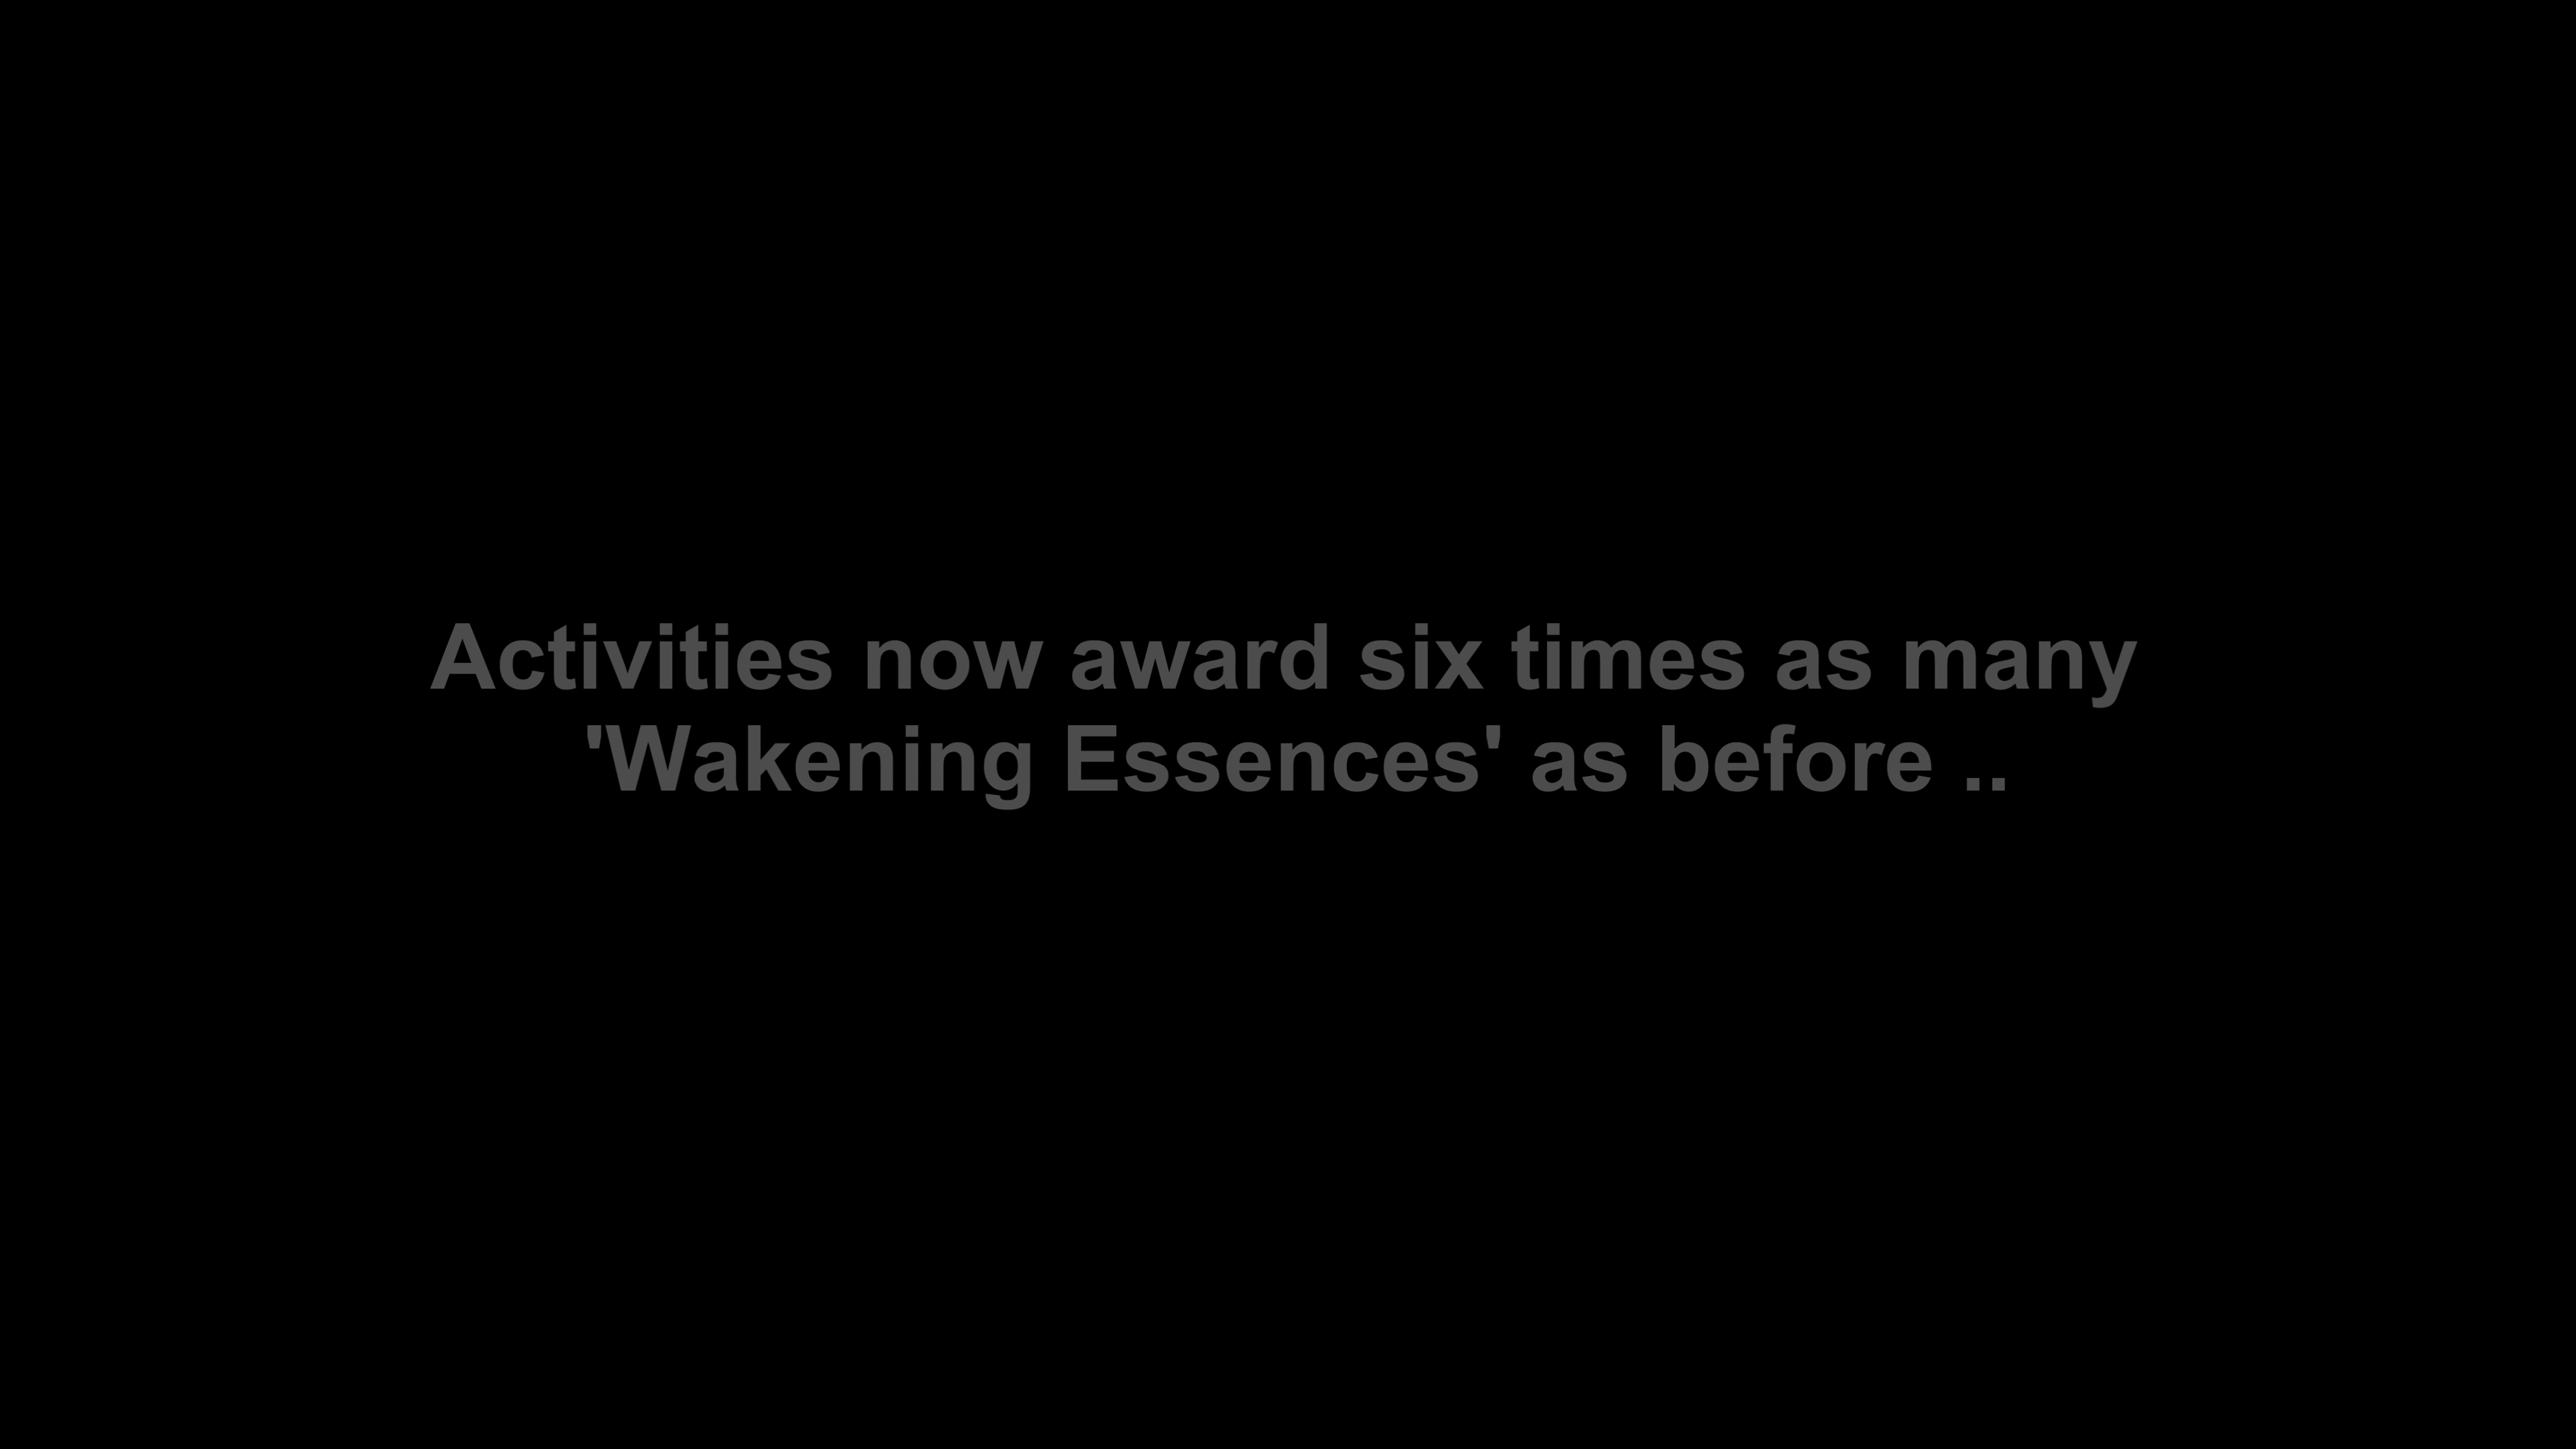 Activities now award six times as many
'Wakening Essences' as before ..